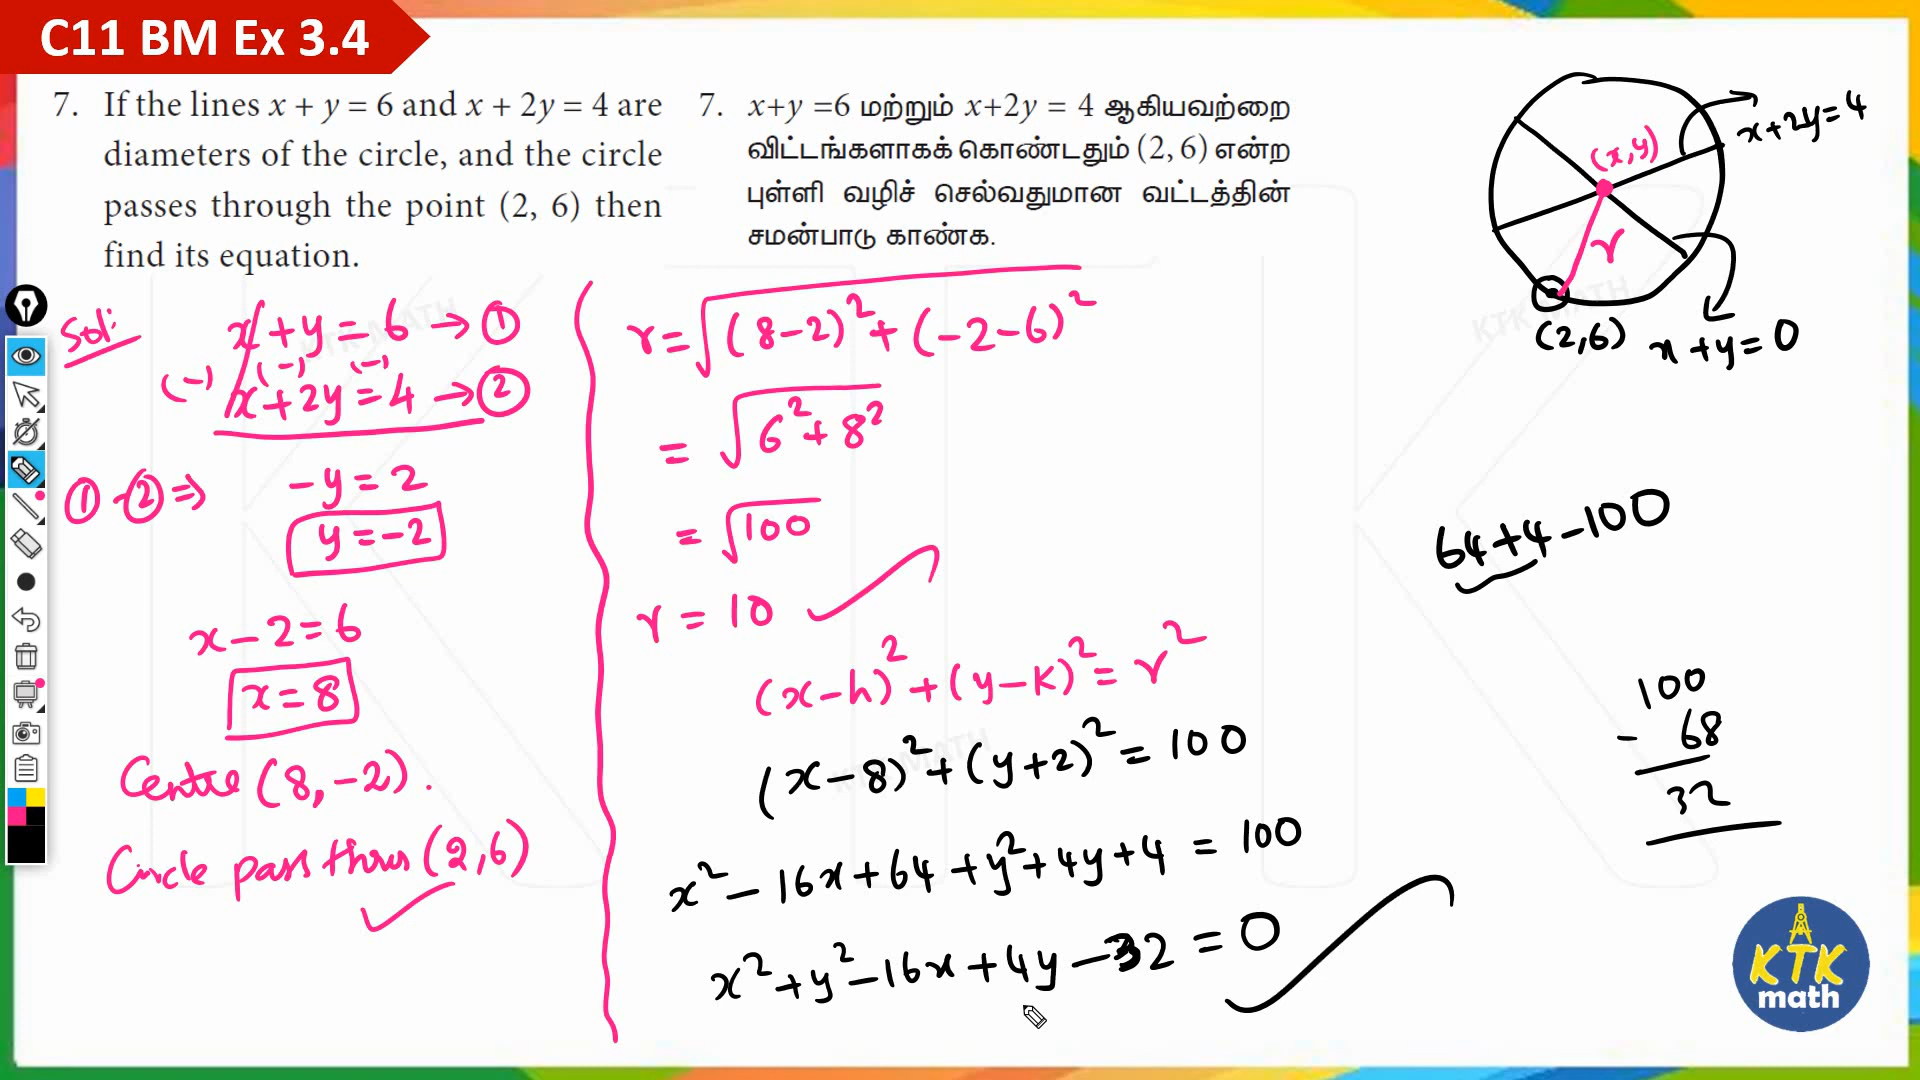 C11 BM Ex 3.4
7. If the lines x + y = 6 and x + 2y = 4 are
diameters of the circle, and the circle
passes through the point (2, 6) then
find its equation.
7. x+y =6 மற்றும் x+2y = 4 ஆகியவற்றை
விட்டங்களாகக் கொண்டதும் (2, 6) என்ற
புள்ளி வழிச் செல்வதுமான வட்டத்தின்
சமன்பாடு காண்க.
(x,y)
x+2y=4
r
(2,6)
x+y=0
Sol:
x+y=6 → ①
(-) (-) (-)
x+2y=4 → ②
① - ② ⇒ -y=2
y=-2
x-2=6
x=8
Centre (8,-2).
Circle pass thru (2,6)
r=√(8-2)²+(-2-6)²
=√6²+8²
=√100
r=10
(x-h)²+(y-k)²=r²
(x-8)²+(y+2)²=100
x²-16x+64+y²+4y+4=100
x²+y²-16x+4y-32=0
64+4-100
100
- 68
32
KTK
math
KTK MATH
KTK MATH
KTK MATH